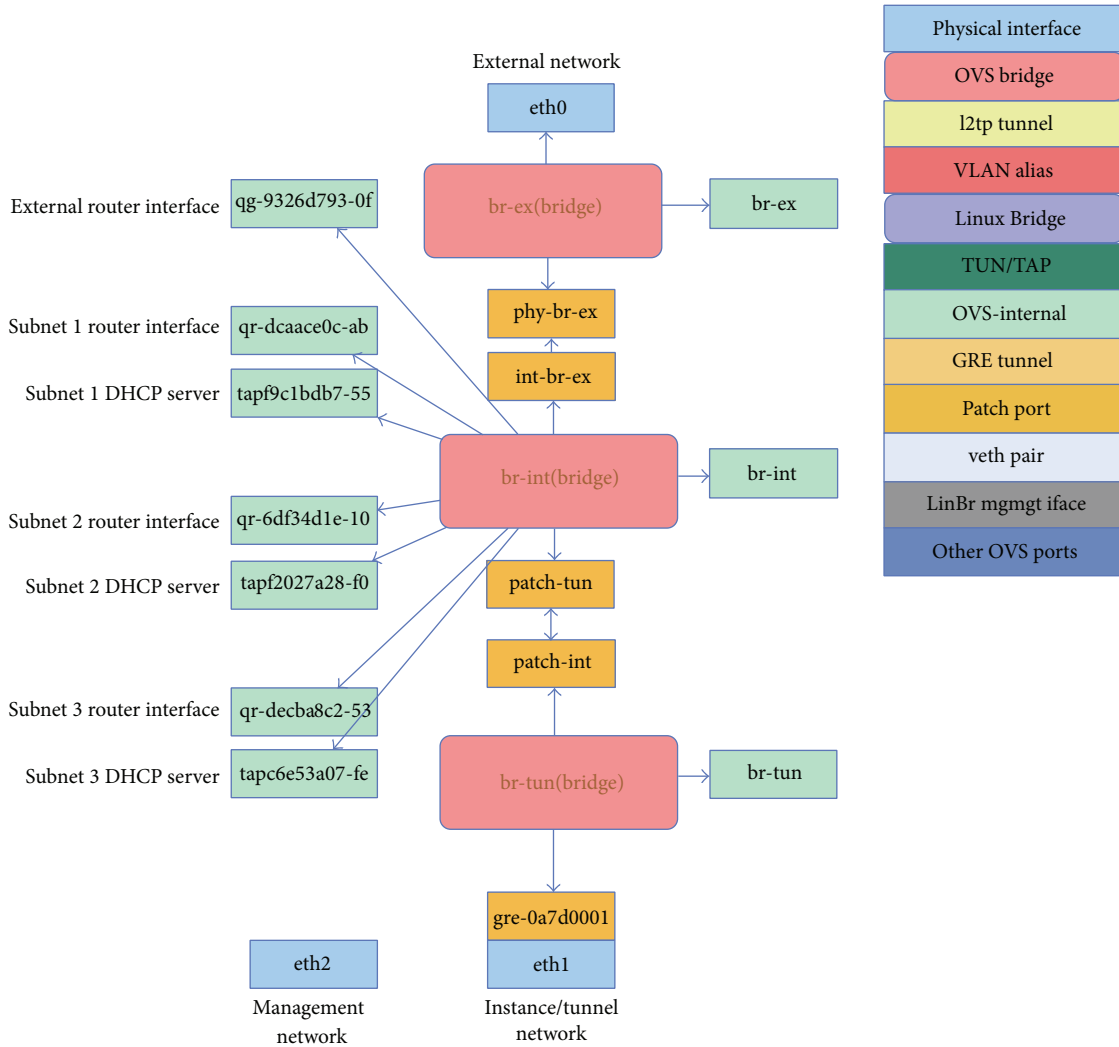 External network
eth0
External router interface
qg-9326d793-0f
br-ex(bridge)
br-ex
Subnet 1 router interface
qr-dcaace0c-ab
phy-br-ex
Subnet 1 DHCP server
tapf9c1bdb7-55
int-br-ex
br-int(bridge)
br-int
Subnet 2 router interface
qr-6df34d1e-10
Subnet 2 DHCP server
tapf2027a28-f0
patch-tun
patch-int
Subnet 3 router interface
qr-decba8c2-53
Subnet 3 DHCP server
tapc6e53a07-fe
br-tun(bridge)
br-tun
gre-0a7d0001
eth2
eth1
Management
network
Instance/tunnel
network
Physical interface
OVS bridge
l2tp tunnel
VLAN alias
Linux Bridge
TUN/TAP
OVS-internal
GRE tunnel
Patch port
veth pair
LinBr mgmgt iface
Other OVS ports